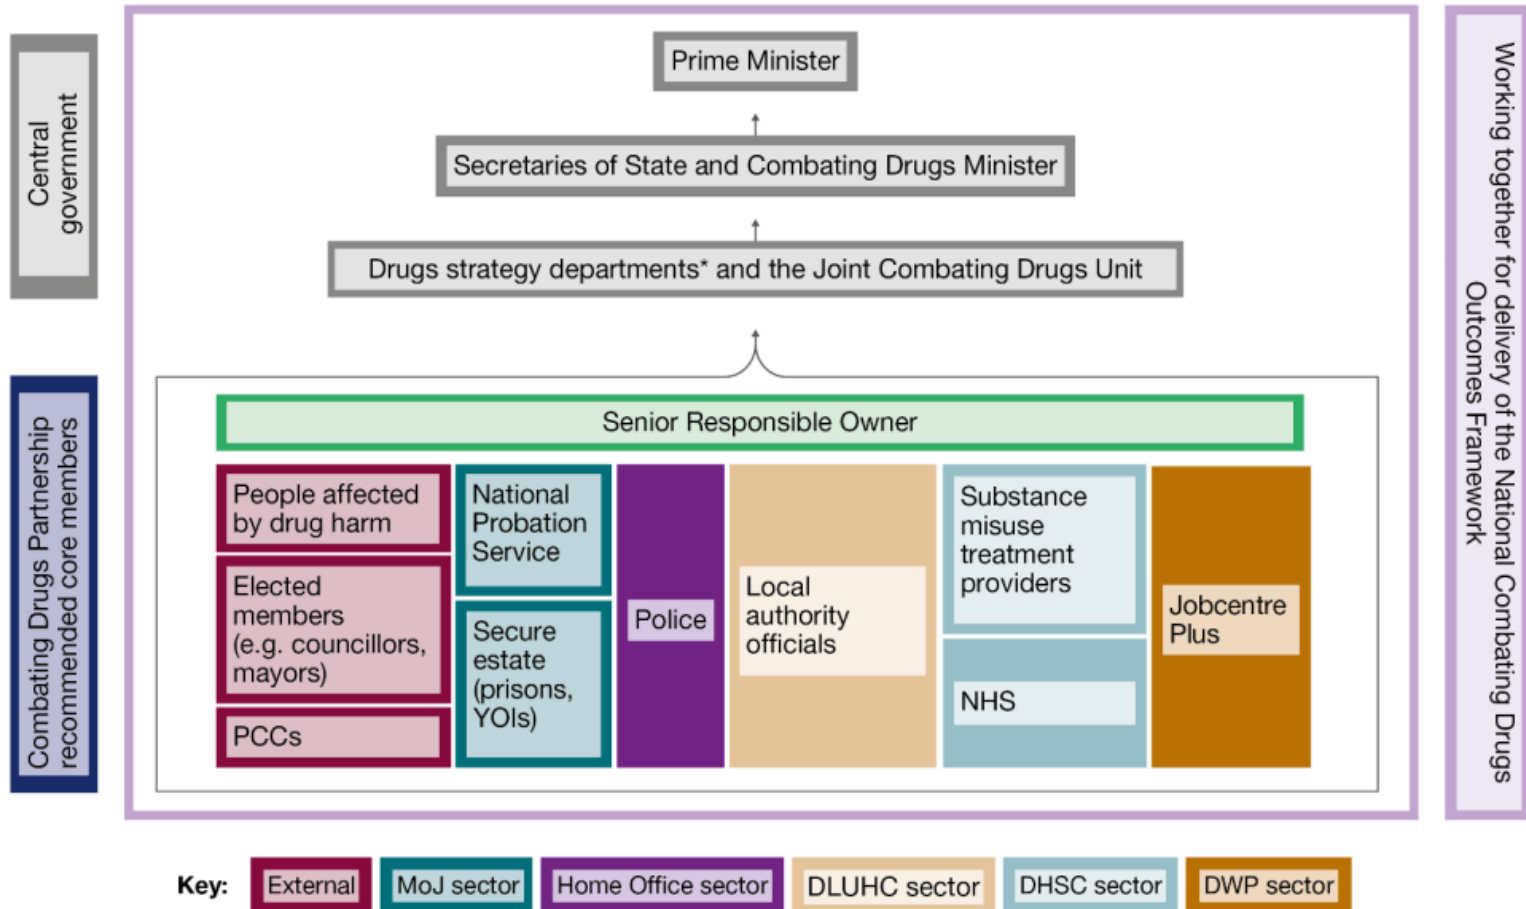 Prime Minister
Central
government
Secretaries of State and Combating Drugs Minister
Drugs strategy departments* and the Joint Combating Drugs Unit
Working together for delivery of the National Combating Drugs
Outcomes Framework
Combating Drugs Partnership
recommended core members
Senior Responsible Owner
People affected
by drug harm
Elected
members
(e.g. councillors,
mayors)
PCCs
National
Probation
Service
Secure
estate
(prisons,
YOIs)
Police
Local
authority
officials
Substance
misuse
treatment
providers
NHS
Jobcentre
Plus
Key:
External
MoJ sector
Home Office sector
DLUHC sector
DHSC sector
DWP sector